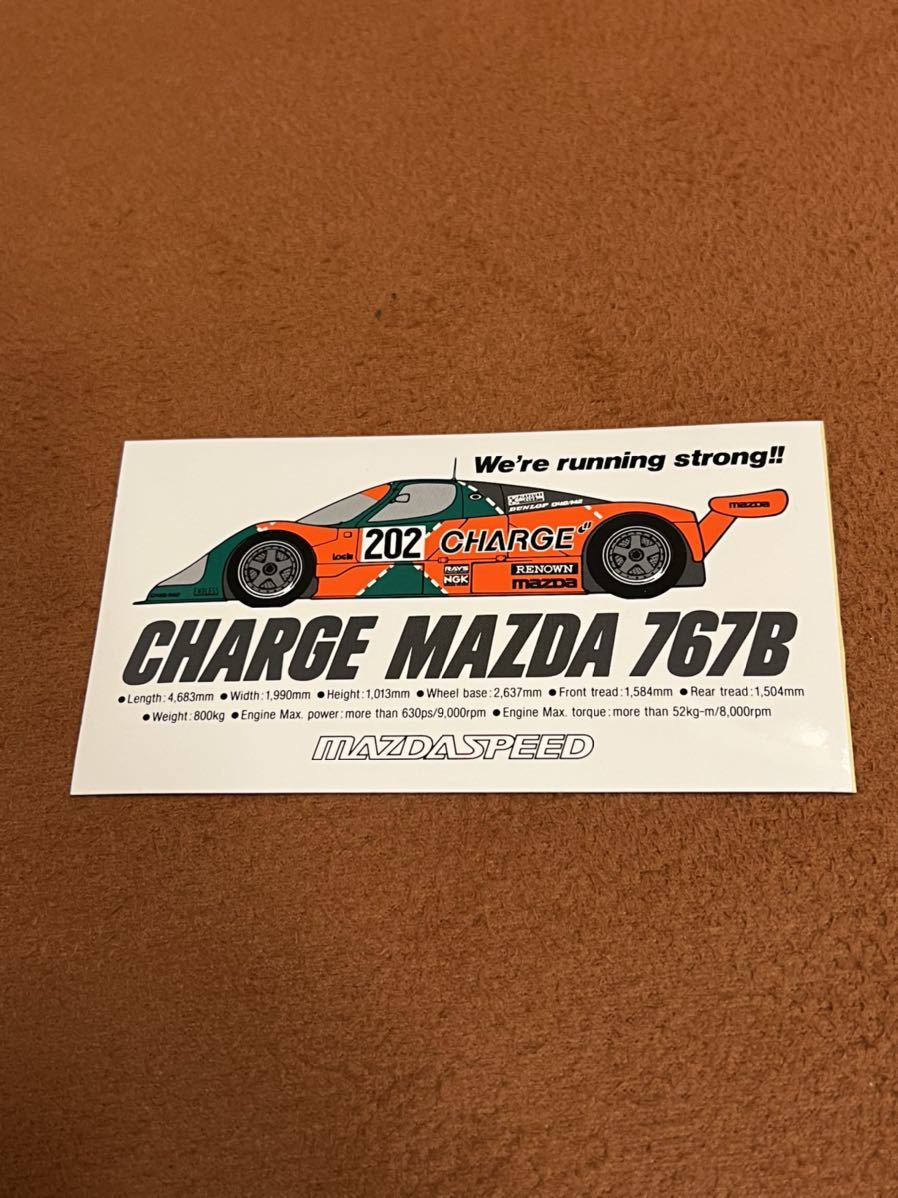 We're running strong!!
mazda
DUNLOP
202
CHARGE
RAYS
NGK
RENOWN
mazda
ENDLESS
CHARGE MAZDA 767B
●Length:4,683mm ●Width:1,990mm ●Height:1,013mm ●Wheel base:2,637mm ●Front tread:1,584mm ●Rear tread:1,504mm
●Weight:800kg ●Engine Max. power:more than 630ps/9,000rpm ●Engine Max. torque:more than 52kg-m/8,000rpm
MAZDASPEED